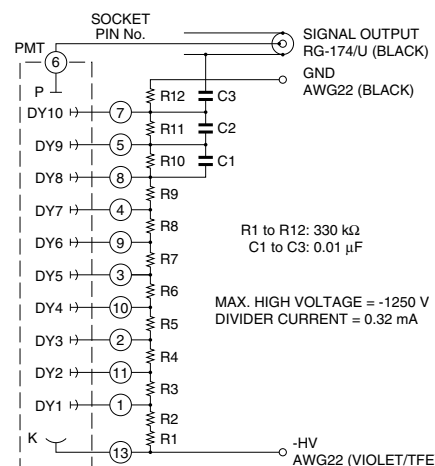 SOCKET
PIN No.
SIGNAL OUTPUT
RG-174/U (BLACK)
PMT
6
GND
AWG22 (BLACK)
P
R12
C3
DY10
7
R11
C2
DY9
5
R10
C1
DY8
8
R9
DY7
4
R8
DY6
9
R7
DY5
3
R6
DY4
10
R5
DY3
2
R4
DY2
11
R3
DY1
1
R2
R1
K
13
R1 to R12: 330 kΩ
C1 to C3: 0.01 μF
MAX. HIGH VOLTAGE = -1250 V
DIVIDER CURRENT = 0.32 mA
-HV
AWG22 (VIOLET/TFE